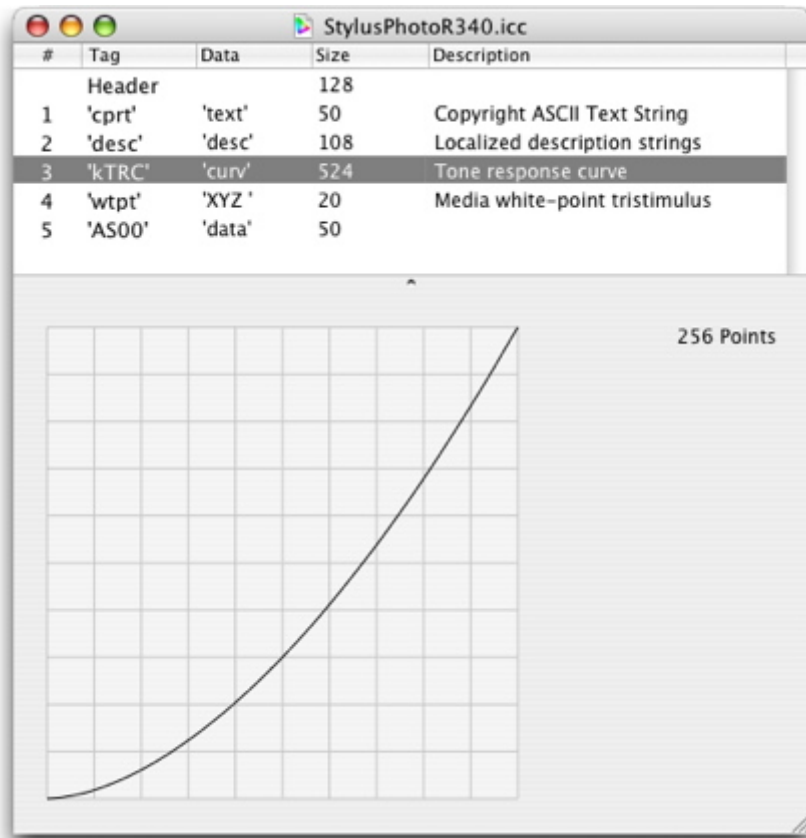 StylusPhotoR340.icc
# Tag Data Size Description
Header 128
1 'cprt' 'text' 50 Copyright ASCII Text String
2 'desc' 'desc' 108 Localized description strings
3 'kTRC' 'curv' 524 Tone response curve
4 'wtpt' 'XYZ ' 20 Media white-point tristimulus
5 'AS00' 'data' 50
256 Points